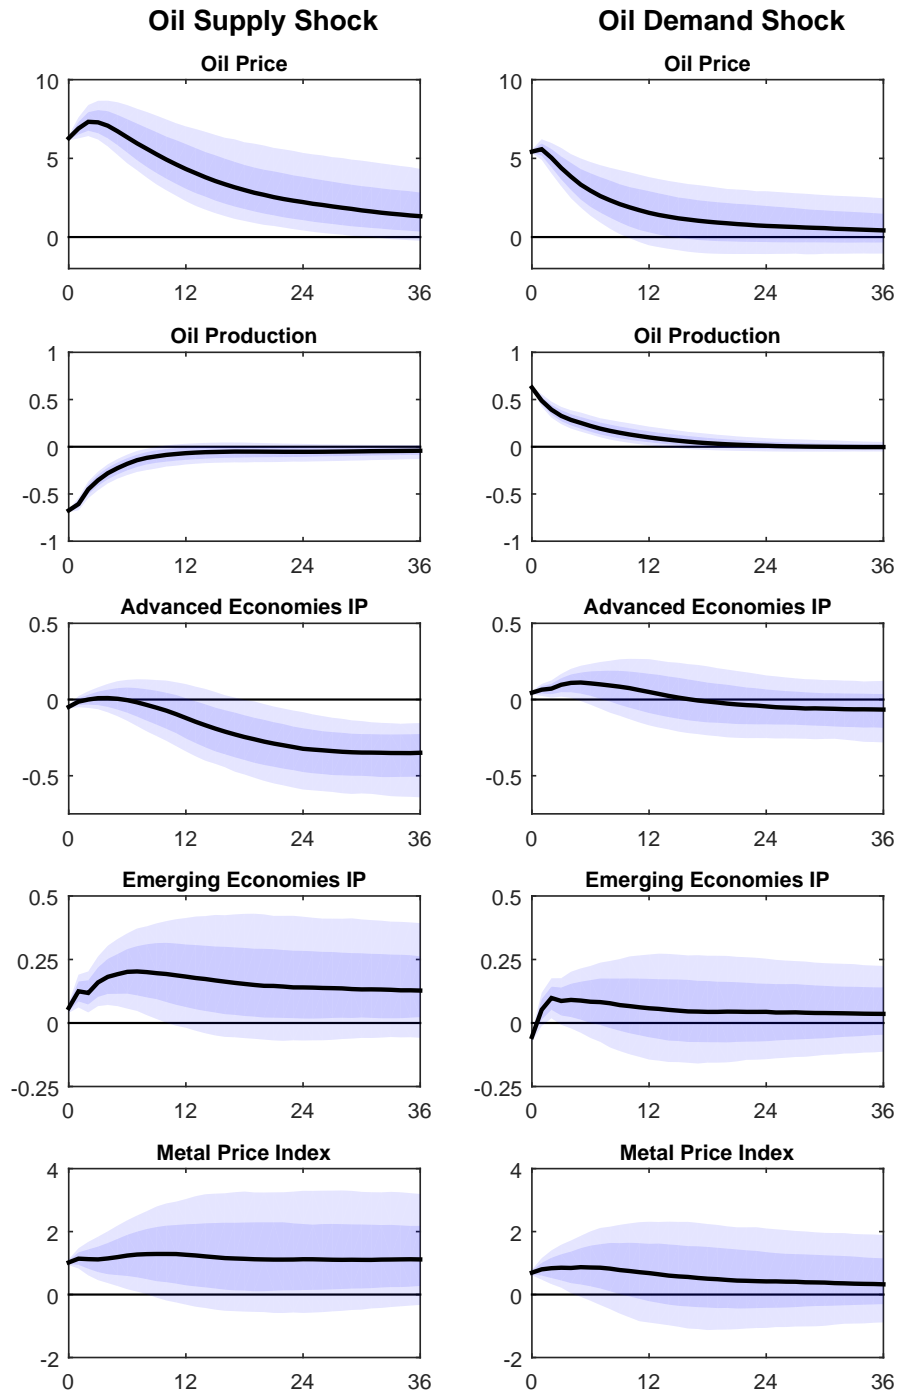 Oil Supply Shock
Oil Demand Shock
Oil Price
10
5
0
0 12 24 36
Oil Price
10
5
0
0 12 24 36
Oil Production
1
0.5
0
-0.5
-1
0 12 24 36
Oil Production
1
0.5
0
-0.5
-1
0 12 24 36
Advanced Economies IP
0.5
0
-0.5
0 12 24 36
Advanced Economies IP
0.5
0
-0.5
0 12 24 36
Emerging Economies IP
0.5
0.25
0
-0.25
0 12 24 36
Emerging Economies IP
0.5
0.25
0
-0.25
0 12 24 36
Metal Price Index
4
2
0
-2
0 12 24 36
Metal Price Index
4
2
0
-2
0 12 24 36